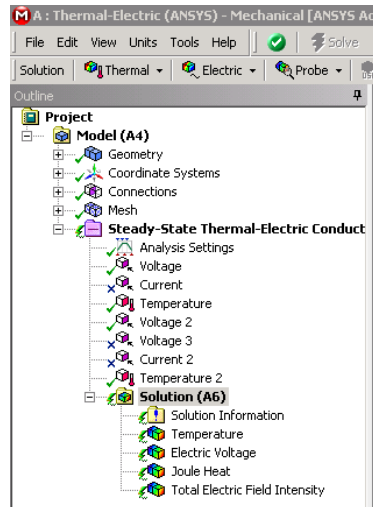 A : Thermal-Electric (ANSYS) - Mechanical [ANSYS Ac
File Edit View Units Tools Help Solve
Solution Thermal Electric Probe
Outline
Project
Model (A4)
Geometry
Coordinate Systems
Connections
Mesh
Steady-State Thermal-Electric Conduct
Analysis Settings
Voltage
Current
Temperature
Voltage 2
Voltage 3
Current 2
Temperature 2
Solution (A6)
Solution Information
Temperature
Electric Voltage
Joule Heat
Total Electric Field Intensity